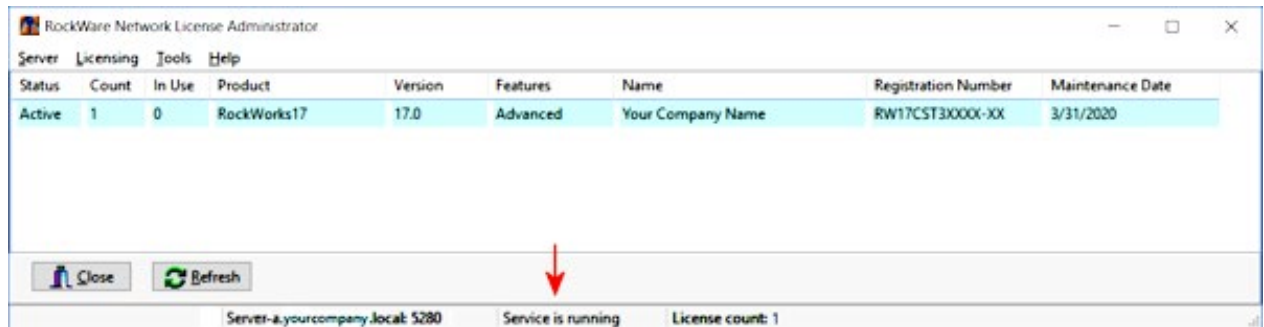 RockWare Network License Administrator
Server Licensing Tools Help
Status Count In Use Product Version Features Name Registration Number Maintenance Date
Active 1 0 RockWorks17 17.0 Advanced Your Company Name RW17CST3XXXX-XX 3/31/2020
Close Refresh
Server-a.yourcompany.local: 5280 Service is running License count: 1